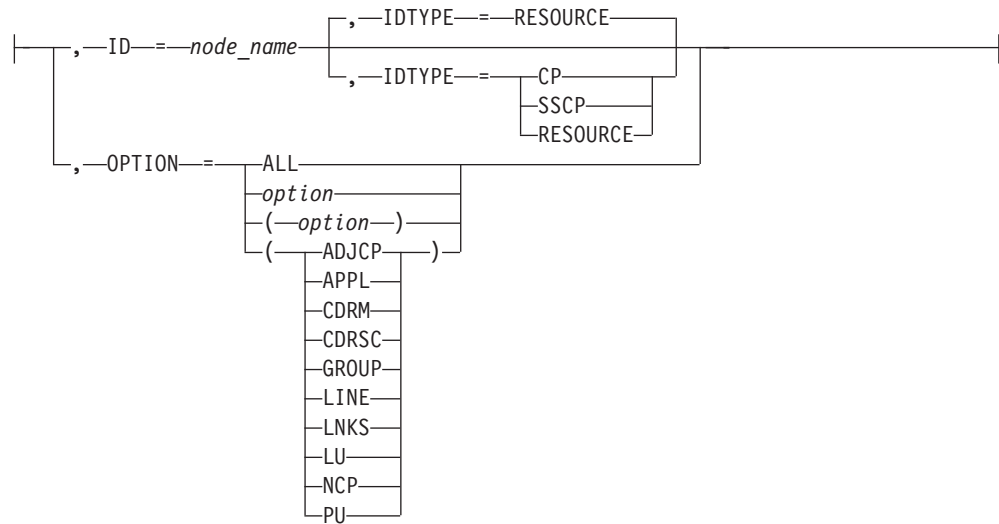 , IDTYPE = RESOURCE
, ID = node_name
, IDTYPE = CP
SSCP
RESOURCE
, OPTION = ALL
option
( option )
( ADJCP )
APPL
CDRM
CDRSC
GROUP
LINE
LNKS
LU
NCP
PU